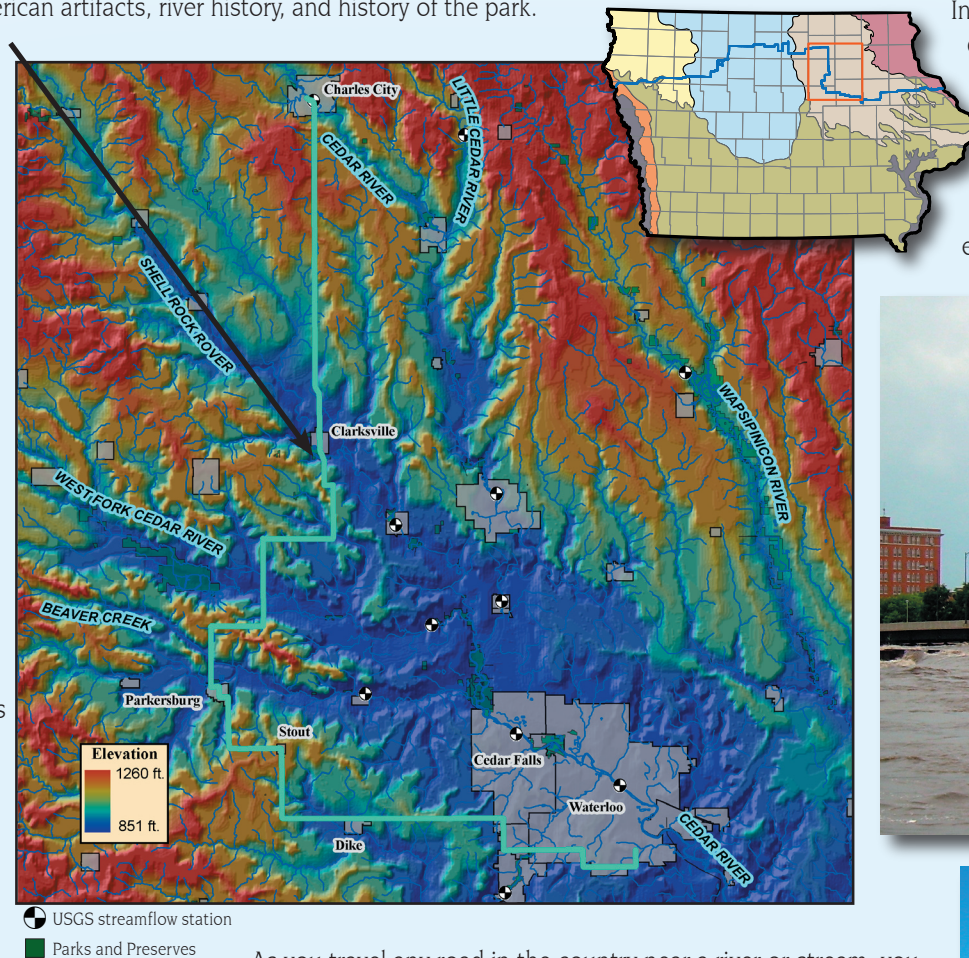 erican artifacts, river history, and history of the park.
In
Charles City
LITTLE CEDAR RIVER
CEDAR RIVER
SHELL ROCK ROVER
Clarksville
WAPSIPINICON RIVER
WEST FORK CEDAR RIVER
BEAVER CREEK
Parkersburg
s
Stout
Elevation
1260 ft.
851 ft.
Cedar Falls
Waterloo
Dike
CEDAR RIVER
USGS streamflow station
Parks and Preserves